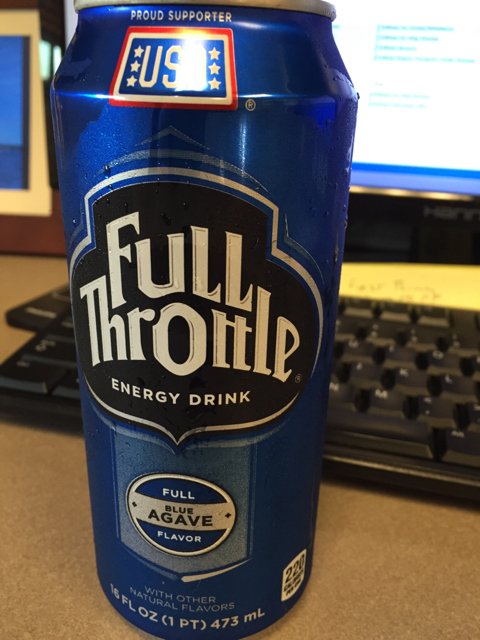 PROUD SUPPORTER
USO
®
FULL
Throttle
®
ENERGY DRINK
FULL
BLUE
AGAVE
FLAVOR
220
WITH OTHER
NATURAL FLAVORS
16 FL OZ (1 PT) 473 mL